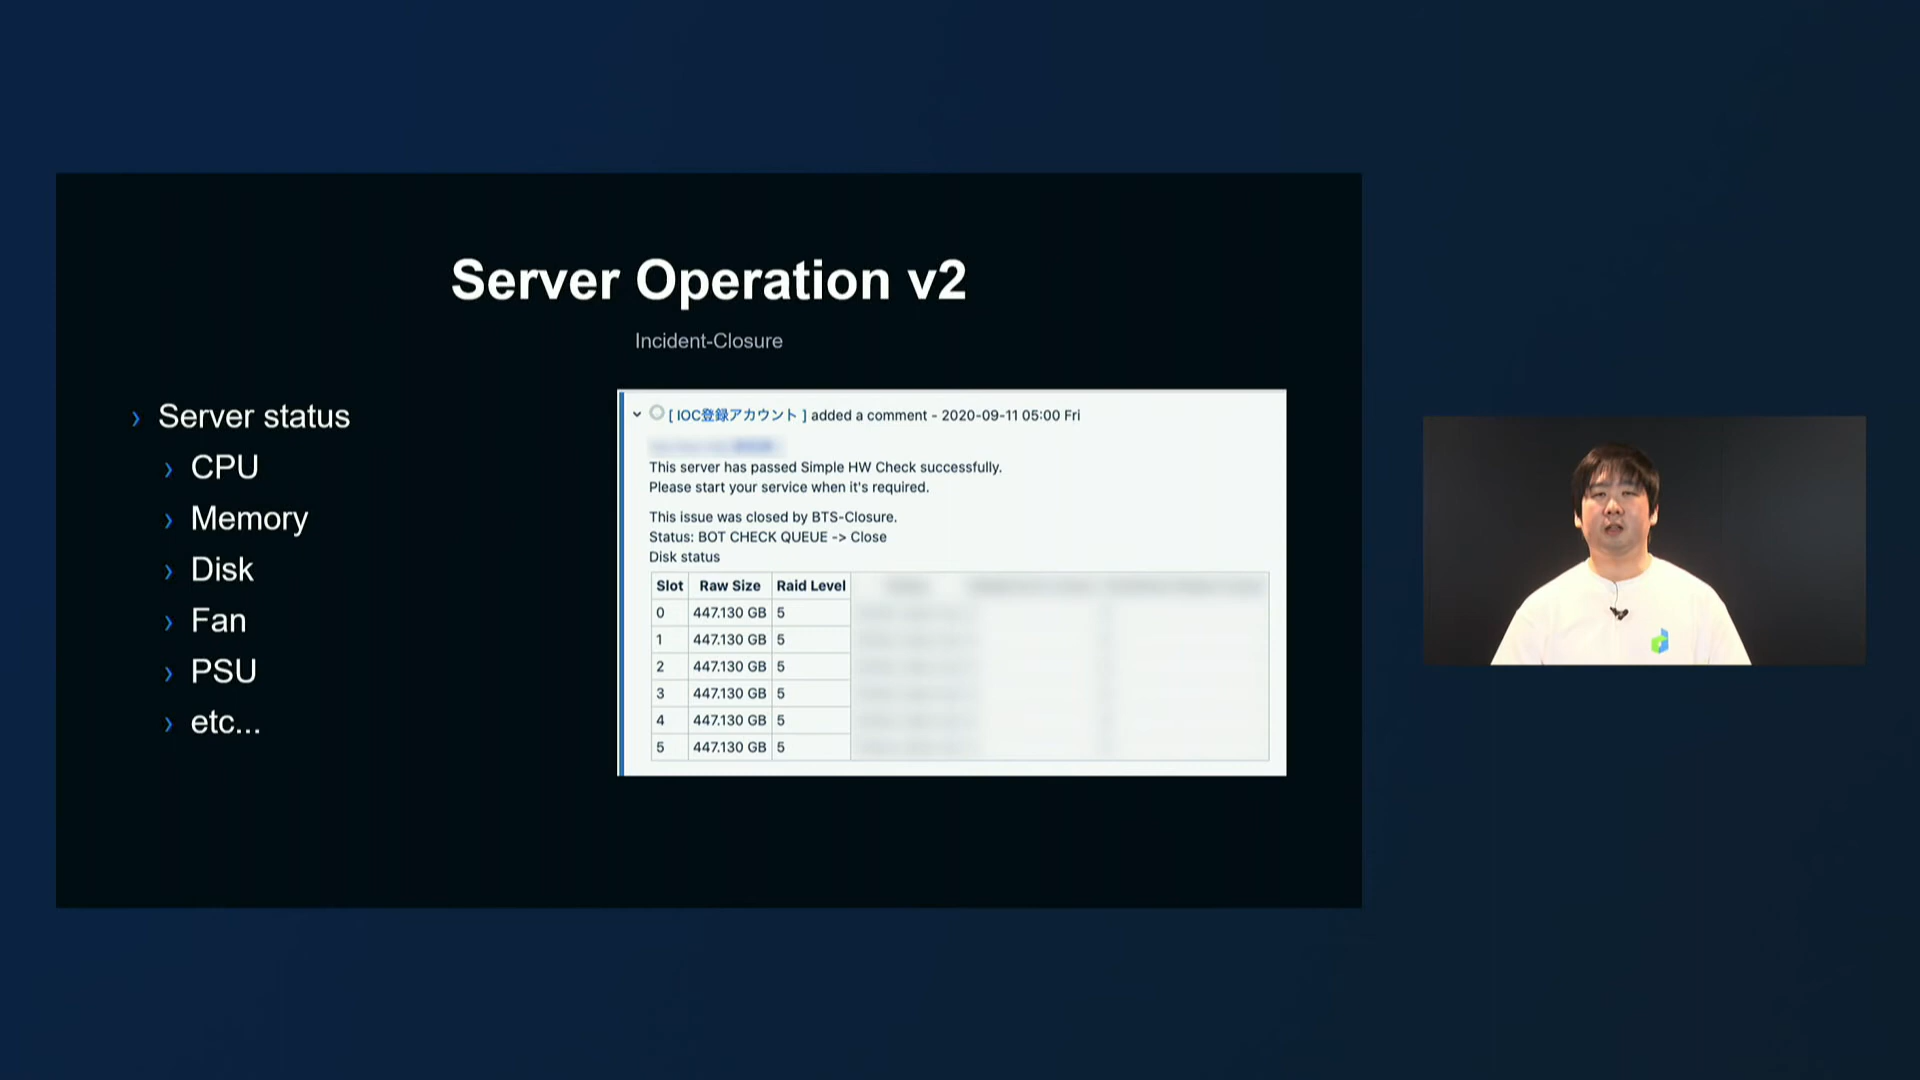 Server Operation v2
Incident-Closure
› Server status
› CPU
› Memory
› Disk
› Fan
› PSU
› etc...
[ IOC登録アカウント ] added a comment - 2020-09-11 05:00 Fri
This server has passed Simple HW Check successfully.
Please start your service when it's required.
This issue was closed by BTS-Closure.
Status: BOT CHECK QUEUE -> Close
Disk status
Slot Raw Size Raid Level
0 447.130 GB 5
1 447.130 GB 5
2 447.130 GB 5
3 447.130 GB 5
4 447.130 GB 5
5 447.130 GB 5